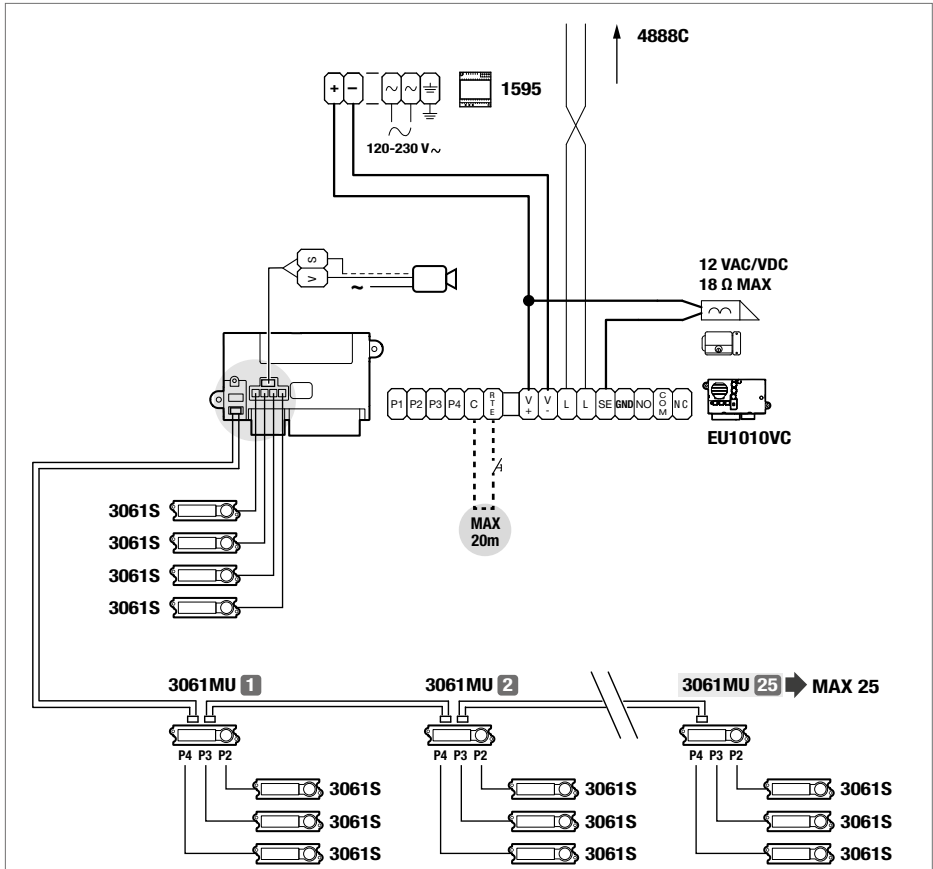 4888C
+ − ~ ~
1595
120-230 V~
S
V
~
12 VAC/VDC
18 Ω MAX
P1 P2 P3 P4 C RTE V+ V- L L SE GND NO COM NC
EU1010VC
MAX
20m
3061S
3061S
3061S
3061S
3061MU 1
3061MU 2
3061MU 25 MAX 25
P4 P3 P2
P4 P3 P2
P4 P3 P2
3061S
3061S
3061S
3061S
3061S
3061S
3061S
3061S
3061S